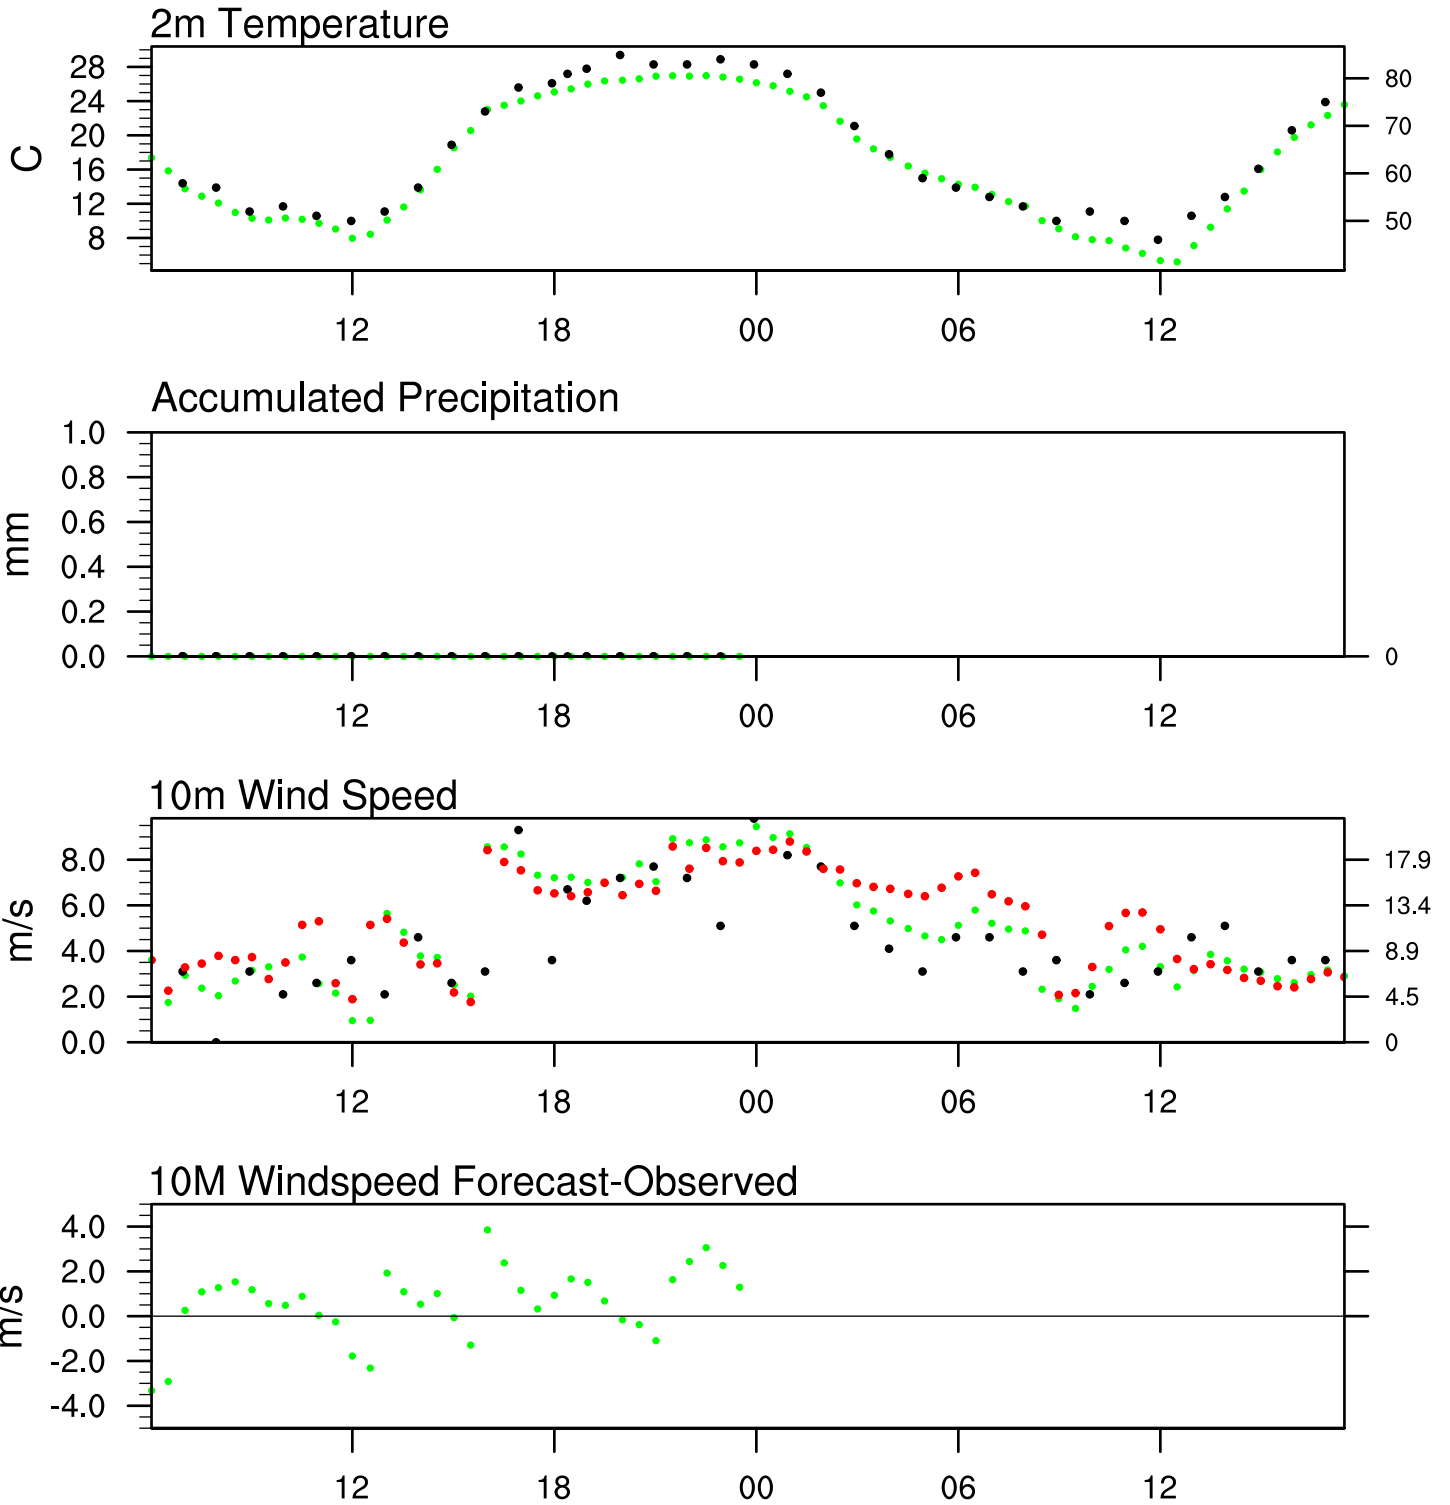 2m Temperature
28
24
20
16
12
8
C
80
70
60
50
12 18 00 06 12
Accumulated Precipitation
1.0
0.8
0.6
0.4
0.2
0.0
mm
0
12 18 00 06 12
10m Wind Speed
8.0
6.0
4.0
2.0
0.0
m/s
17.9
13.4
8.9
4.5
0
12 18 00 06 12
10M Windspeed Forecast-Observed
4.0
2.0
0.0
-2.0
-4.0
m/s
12 18 00 06 12